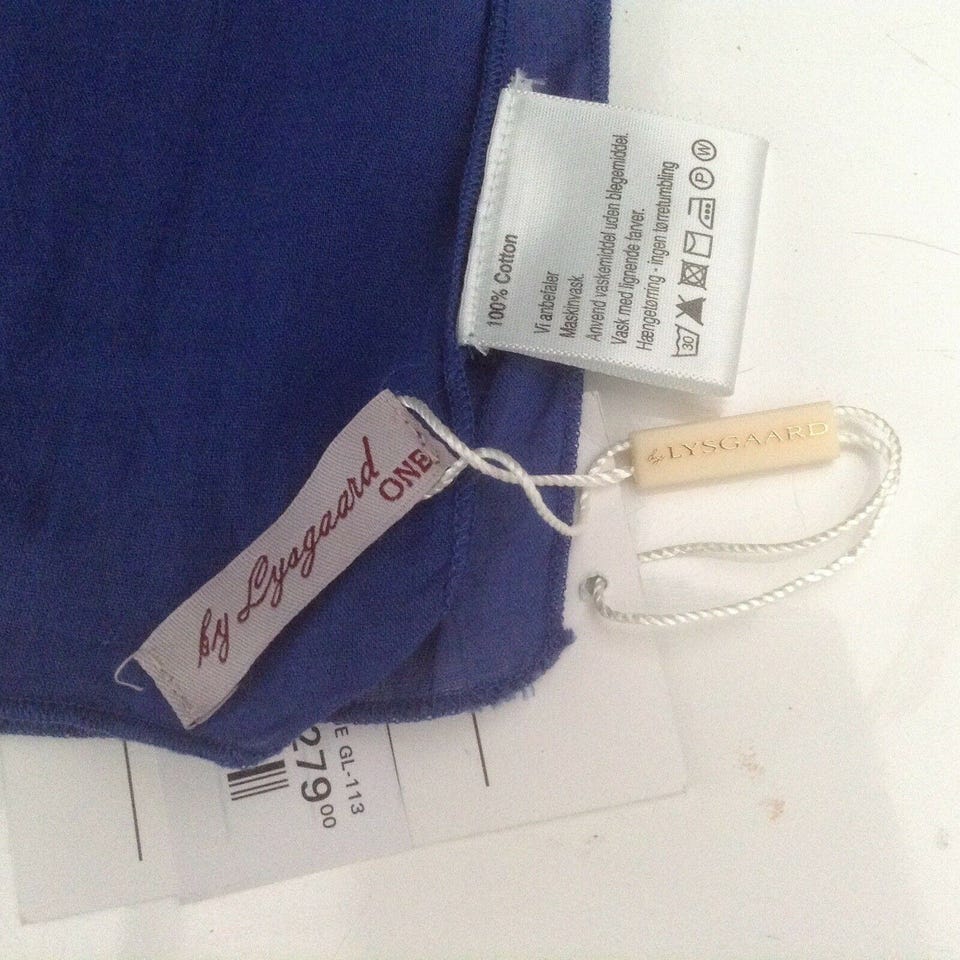 100% Cotton
Vi anbefaler
Maskinvask.
Anvend vaskemiddel uden blegemiddel.
Vask med lignende farver.
Hængetørring - ingen tørretumbling
30 P W
by Lysgaard
ONE
by LYSGAARD
E GL-113
279 00